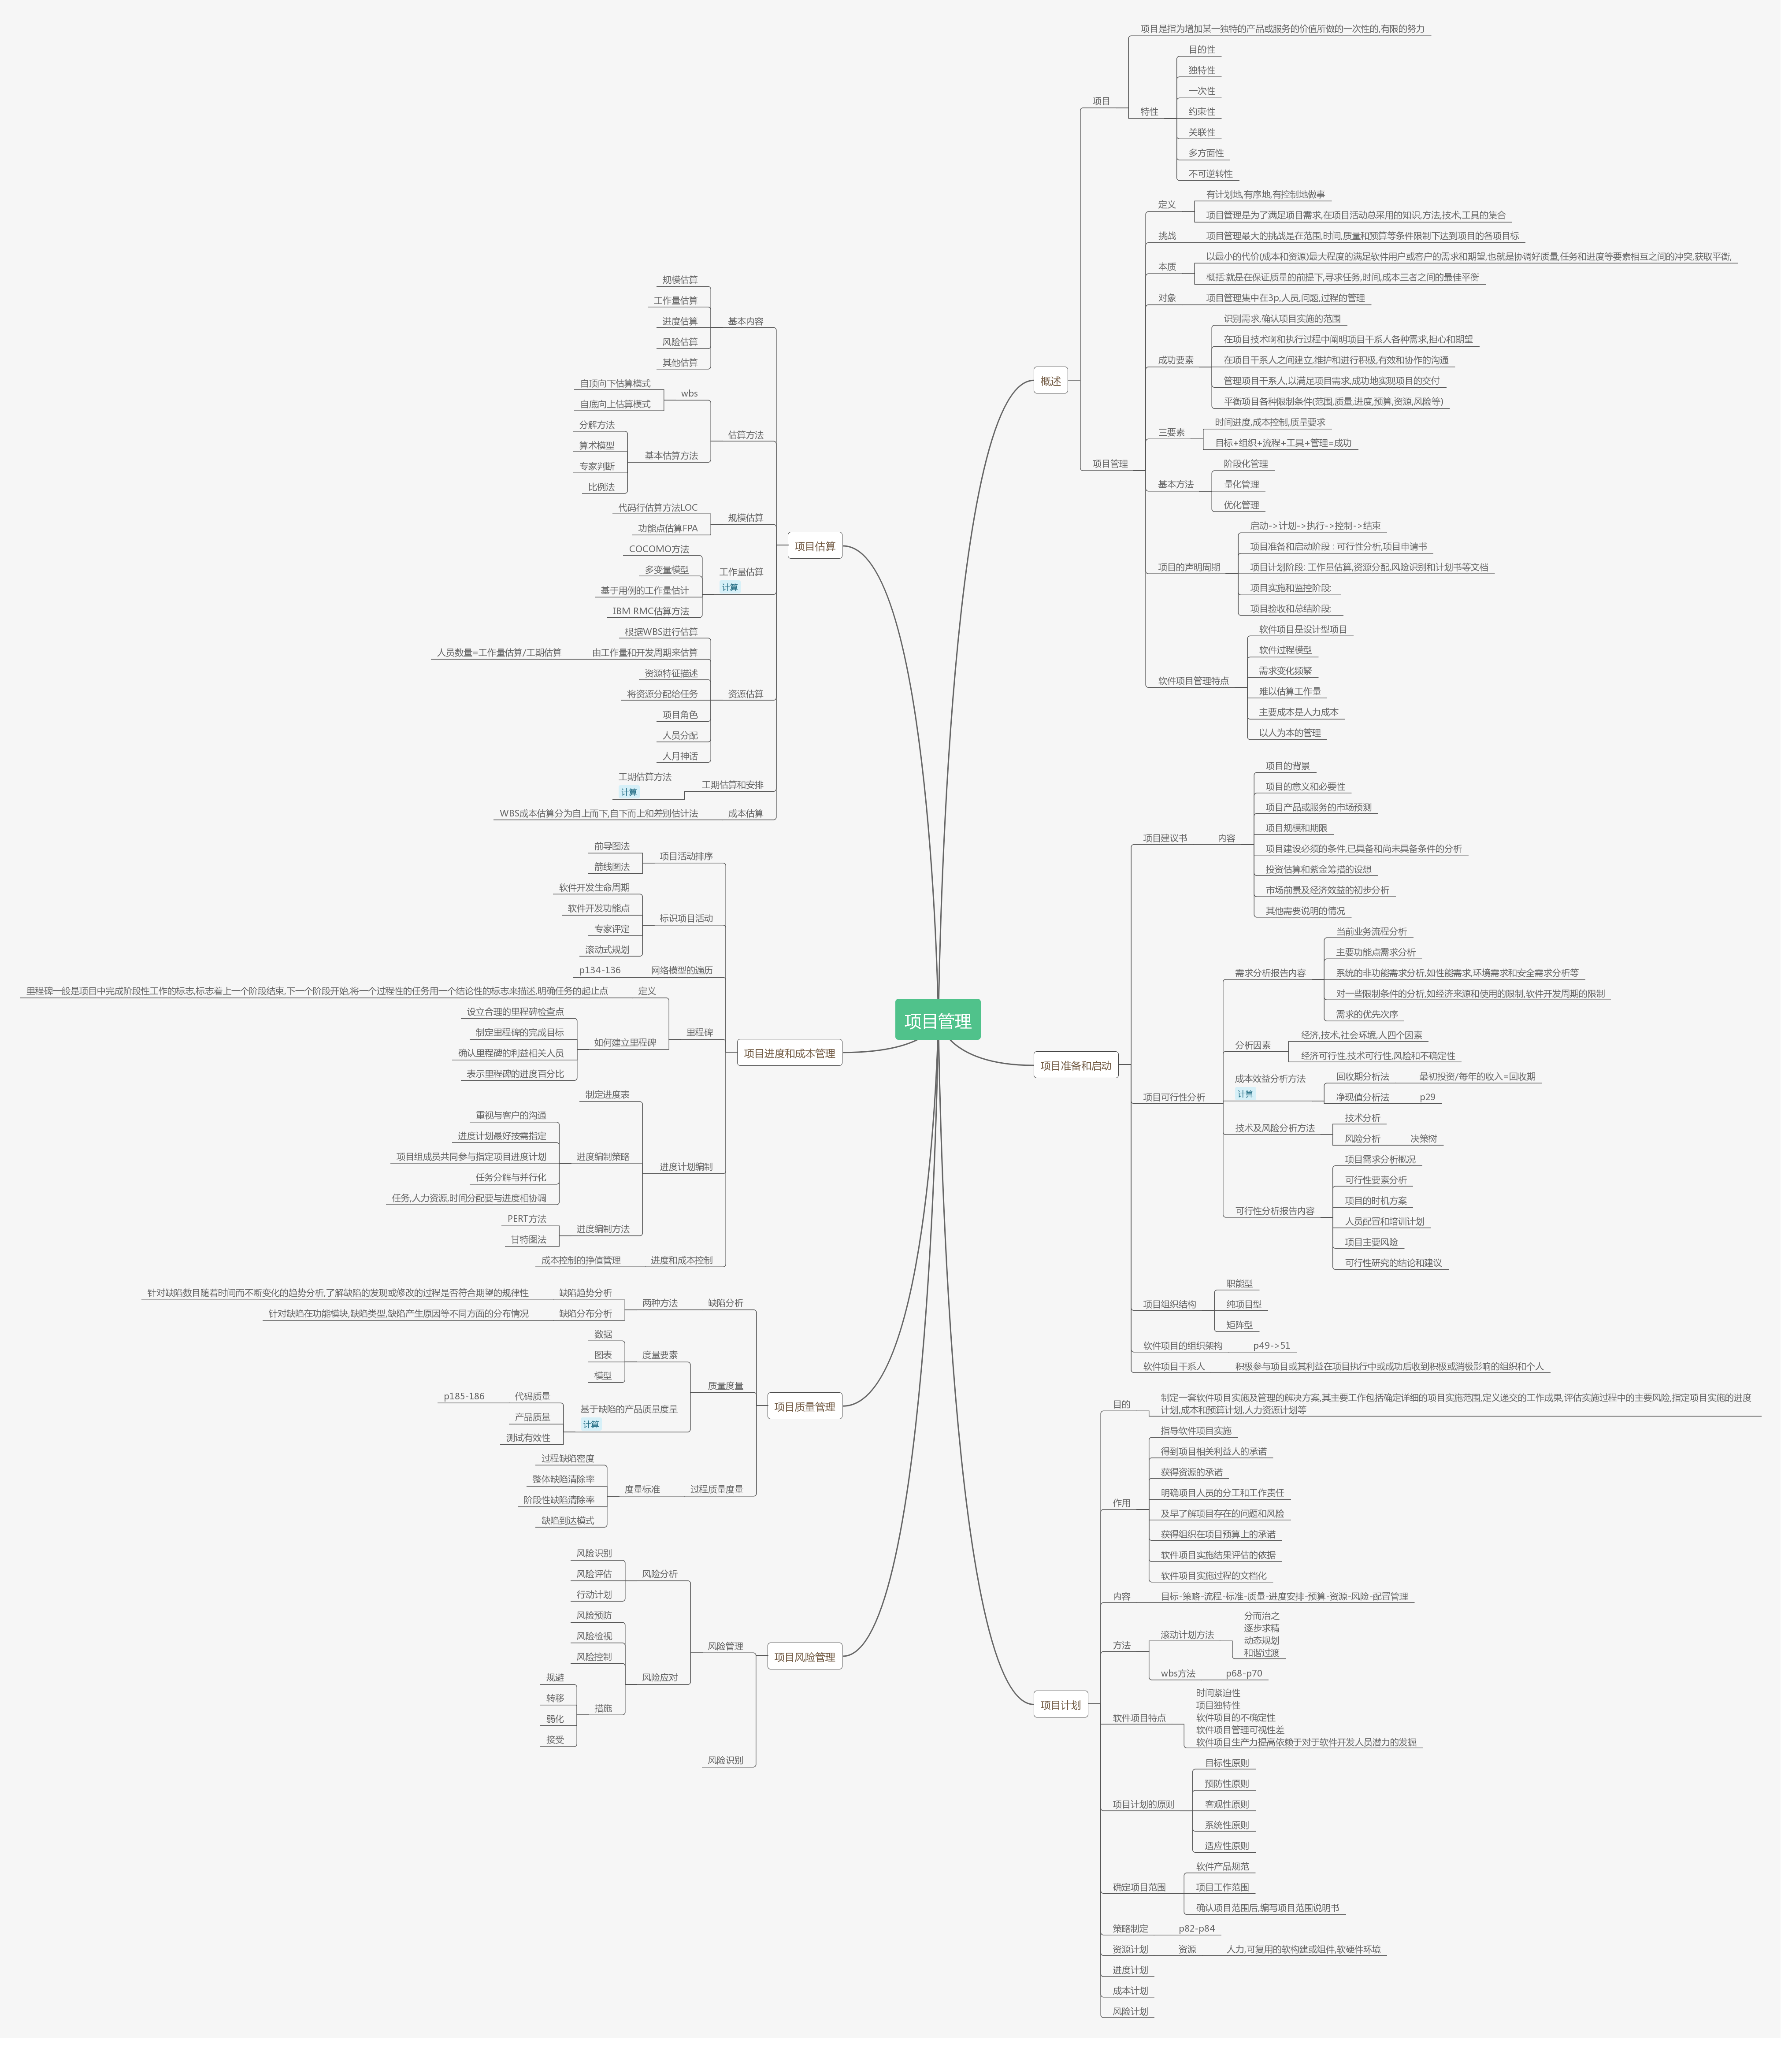 项目管理
概述
项目
项目是指为增加某一独特的产品或服务的价值所做的一次性的,有限的努力
特性
目的性
独特性
一次性
约束性
关联性
多方面性
不可逆转性
项目管理
定义
有计划地,有序地,有控制地做事
项目管理是为了满足项目需求,在项目活动总采用的知识,方法,技术,工具的集合
挑战
项目管理最大的挑战是在范围,时间,质量和预算等条件限制下达到项目的各项目标
本质
以最小的代价(成本和资源)最大程度的满足软件用户或客户的需求和期望,也就是协调好质量,任务和进度等要素相互之间的冲突,获取平衡,
概括:就是在保证质量的前提下,寻求任务,时间,成本三者之间的最佳平衡
对象
项目管理集中在3p,人员,问题,过程的管理
成功要素
识别需求,确认项目实施的范围
在项目技术啊和执行过程中阐明项目干系人各种需求,担心和期望
在项目干系人之间建立,维护和进行积极,有效和协作的沟通
管理项目干系人,以满足项目需求,成功地实现项目的交付
平衡项目各种限制条件(范围,质量,进度,预算,资源,风险等)
三要素
时间进度,成本控制,质量要求
目标+组织+流程+工具+管理=成功
基本方法
阶段化管理
量化管理
优化管理
项目的声明周期
启动->计划->执行->控制->结束
项目准备和启动阶段 : 可行性分析,项目申请书
项目计划阶段: 工作量估算,资源分配,风险识别和计划书等文档
项目实施和监控阶段:
项目验收和总结阶段:
软件项目管理特点
软件项目是设计型项目
软件过程模型
需求变化频繁
难以估算工作量
主要成本是人力成本
以人为本的管理
项目准备和启动
项目建议书
内容
项目的背景
项目的意义和必要性
项目产品或服务的市场预测
项目规模和期限
项目建设必须的条件,已具备和尚未具备条件的分析
投资估算和紫金筹措的设想
市场前景及经济效益的初步分析
其他需要说明的情况
项目可行性分析
需求分析报告内容
当前业务流程分析
主要功能点需求分析
系统的非功能需求分析,如性能需求,环境需求和安全需求分析等
对一些限制条件的分析,如经济来源和使用的限制,软件开发周期的限制
需求的优先次序
分析因素
经济,技术,社会环境,人四个因素
经济可行性,技术可行性,风险和不确定性
成本效益分析方法
计算
回收期分析法
最初投资/每年的收入=回收期
净现值分析法
p29
技术及风险分析方法
技术分析
风险分析
决策树
可行性分析报告内容
项目需求分析概况
可行性要素分析
项目的时机方案
人员配置和培训计划
项目主要风险
可行性研究的结论和建议
项目组织结构
职能型
纯项目型
矩阵型
软件项目的组织架构
p49->51
软件项目干系人
积极参与项目或其利益在项目执行中或成功后收到积极或消极影响的组织和个人
项目计划
目的
制定一套软件项目实施及管理的解决方案,其主要工作包括确定详细的项目实施范围,定义递交的工作成果,评估实施过程中的主要风险,指定项目实施的进度
计划,成本和预算计划,人力资源计划等
作用
指导软件项目实施
得到项目相关利益人的承诺
获得资源的承诺
明确项目人员的分工和工作责任
及早了解项目存在的问题和风险
获得组织在项目预算上的承诺
软件项目实施结果评估的依据
软件项目实施过程的文档化
内容
目标-策略-流程-标准-质量-进度安排-预算-资源-风险-配置管理
方法
滚动计划方法
分而治之
逐步求精
动态规划
和谐过渡
wbs方法
p68-p70
软件项目特点
时间紧迫性
项目独特性
软件项目的不确定性
软件项目管理可视性差
软件项目生产力提高依赖于对于软件开发人员潜力的发掘
项目计划的原则
目标性原则
预防性原则
客观性原则
系统性原则
适应性原则
确定项目范围
软件产品规范
项目工作范围
确认项目范围后,编写项目范围说明书
策略制定
p82-p84
资源计划
资源
人力,可复用的软构建或组件,软硬件环境
进度计划
成本计划
风险计划
项目估算
基本内容
规模估算
工作量估算
进度估算
风险估算
其他估算
估算方法
wbs
自顶向下估算模式
自底向上估算模式
基本估算方法
分解方法
算术模型
专家判断
比例法
规模估算
代码行估算方法LOC
功能点估算FPA
工作量估算
计算
COCOMO方法
多变量模型
基于用例的工作量估计
IBM RMC估算方法
资源估算
根据WBS进行估算
由工作量和开发周期来估算
人员数量=工作量估算/工期估算
资源特征描述
将资源分配给任务
项目角色
人员分配
人月神话
工期估算和安排
工期估算方法
计算
成本估算
WBS成本估算分为自上而下,自下而上和差别估计法
项目进度和成本管理
项目活动排序
前导图法
箭线图法
标识项目活动
软件开发生命周期
软件开发功能点
专家评定
滚动式规划
网络模型的遍历
p134-136
里程碑
定义
里程碑一般是项目中完成阶段性工作的标志,标志着上一个阶段结束,下一个阶段开始,将一个过程性的任务用一个结论性的标志来描述,明确任务的起止点
如何建立里程碑
设立合理的里程碑检查点
制定里程碑的完成目标
确认里程碑的利益相关人员
表示里程碑的进度百分比
进度计划编制
制定进度表
进度编制策略
重视与客户的沟通
进度计划最好按需指定
项目组成员共同参与指定项目进度计划
任务分解与并行化
任务,人力资源,时间分配要与进度相协调
进度编制方法
PERT方法
甘特图法
进度和成本控制
成本控制的挣值管理
项目质量管理
缺陷分析
两种方法
缺陷趋势分析
针对缺陷数目随着时间而不断变化的趋势分析,了解缺陷的发现或修改的过程是否符合期望的规律性
缺陷分布分析
针对缺陷在功能模块,缺陷类型,缺陷产生原因等不同方面的分布情况
质量度量
度量要素
数据
图表
模型
基于缺陷的产品质量度量
计算
代码质量
p185-186
产品质量
测试有效性
过程质量度量
度量标准
过程缺陷密度
整体缺陷清除率
阶段性缺陷清除率
缺陷到达模式
项目风险管理
风险管理
风险分析
风险识别
风险评估
行动计划
风险应对
风险预防
风险检视
风险控制
措施
规避
转移
弱化
接受
风险识别